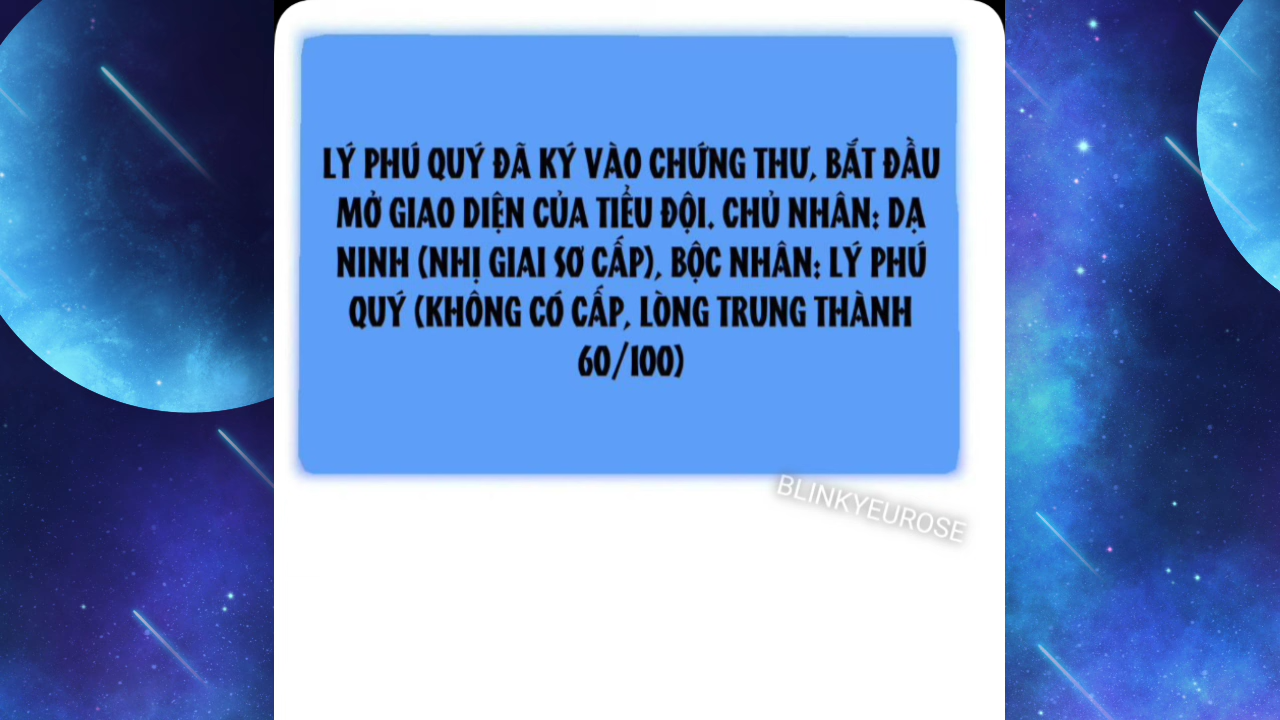 LÝ PHÚ QUÝ ĐÃ KÝ VÀO CHỨNG THƯ, BẮT ĐẦU
MỞ GIAO DIỆN CỦA TIỂU ĐỘI. CHỦ NHÂN: DẠ
NINH (NHỊ GIAI SƠ CẤP), BỘC NHÂN: LÝ PHÚ
QUÝ (KHÔNG CÓ CẤP, LÒNG TRUNG THÀNH
60/100)
BLINKYEUROSE